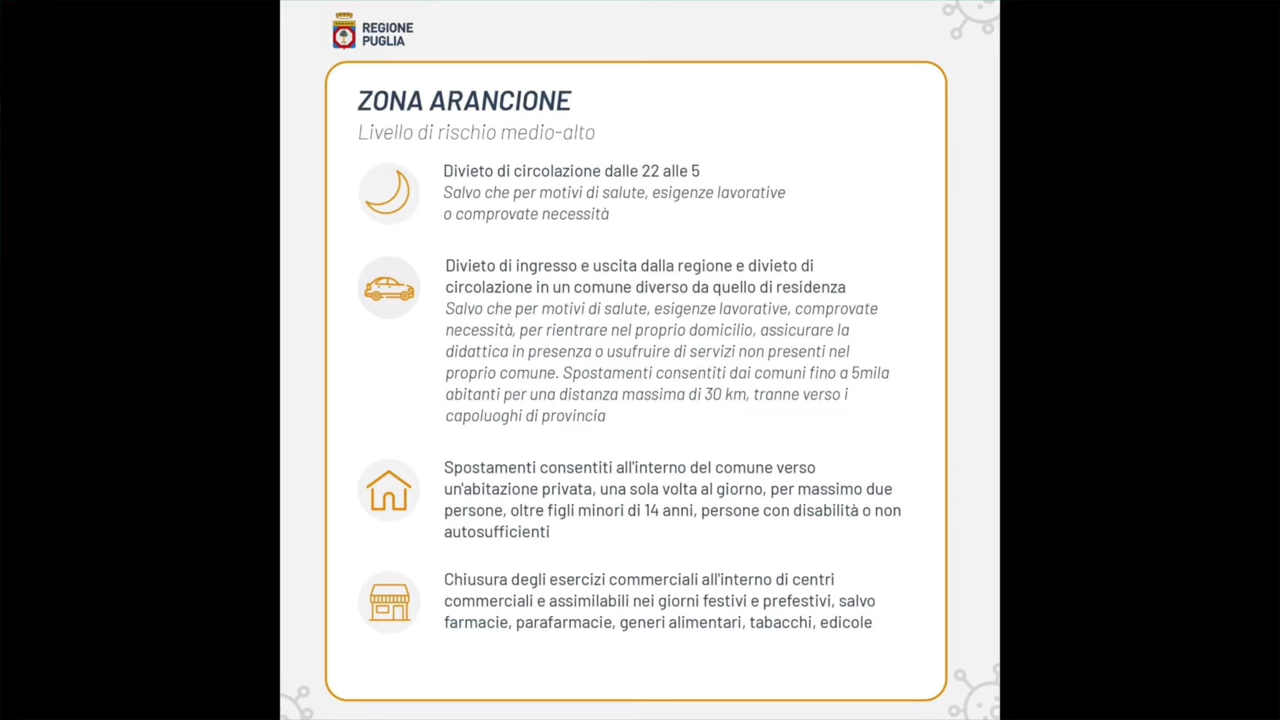 REGIONE
PUGLIA
ZONA ARANCIONE
Livello di rischio medio-alto
Divieto di circolazione dalle 22 alle 5
Salvo che per motivi di salute, esigenze lavorative
o comprovate necessità
Divieto di ingresso e uscita dalla regione e divieto di
circolazione in un comune diverso da quello di residenza
Salvo che per motivi di salute, esigenze lavorative, comprovate
necessità, per rientrare nel proprio domicilio, assicurare la
didattica in presenza o usufruire di servizi non presenti nel
proprio comune. Spostamenti consentiti dai comuni fino a 5mila
abitanti per una distanza massima di 30 km, tranne verso i
capoluoghi di provincia
Spostamenti consentiti all'interno del comune verso
un'abitazione privata, una sola volta al giorno, per massimo due
persone, oltre figli minori di 14 anni, persone con disabilità o non
autosufficienti
Chiusura degli esercizi commerciali all'interno di centri
commerciali e assimilabili nei giorni festivi e prefestivi, salvo
farmacie, parafarmacie, generi alimentari, tabacchi, edicole